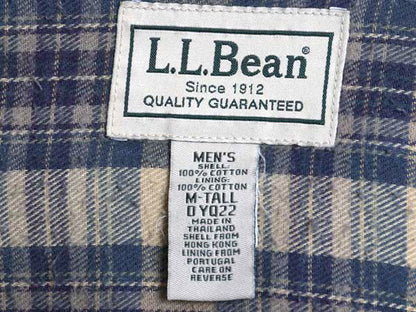 L.L.Bean®
Since 1912
QUALITY GUARANTEED
MEN'S
SHELL:
100% COTTON
LINING:
100% COTTON
M-TALL
0YQ22
MADE IN
THAILAND
SHELL FROM
HONG KONG
LINING FROM
PORTUGAL
CARE ON
REVERSE